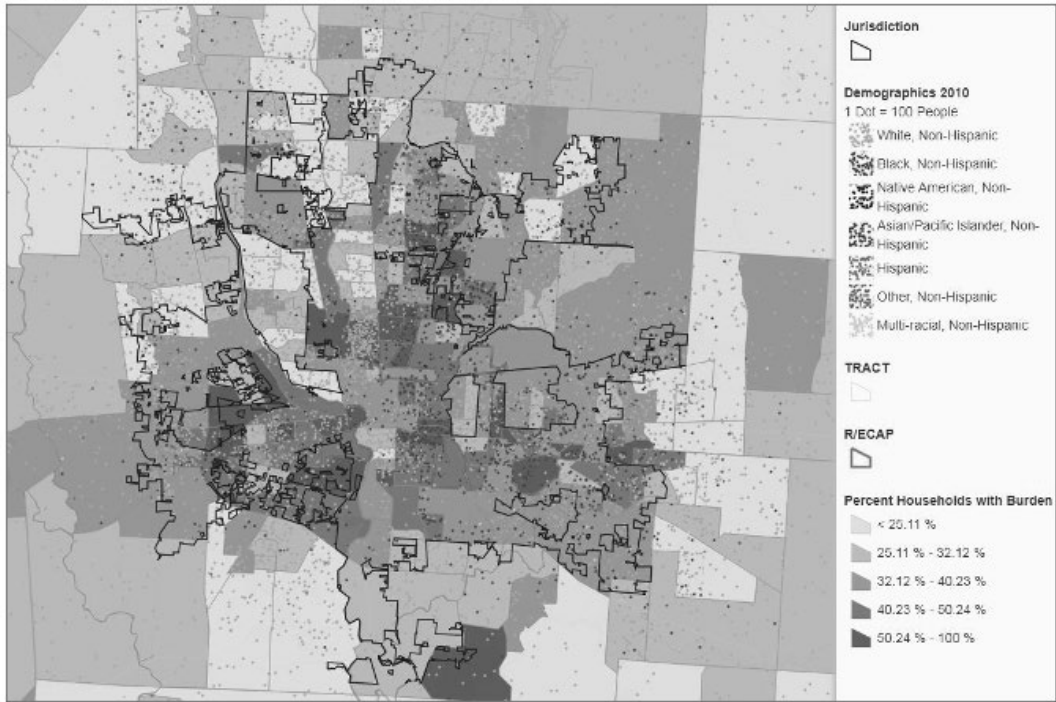 Jurisdiction
Demographics 2010
1 Dot = 100 People
White, Non-Hispanic
Black, Non-Hispanic
Native American, Non-
Hispanic
Asian/Pacific Islander, Non-
Hispanic
Hispanic
Other, Non-Hispanic
Multi-racial, Non-Hispanic
TRACT
R/ECAP
Percent Households with Burden
< 25.11 %
25.11 % - 32.12 %
32.12 % - 40.23 %
40.23 % - 50.24 %
50.24 % - 100 %